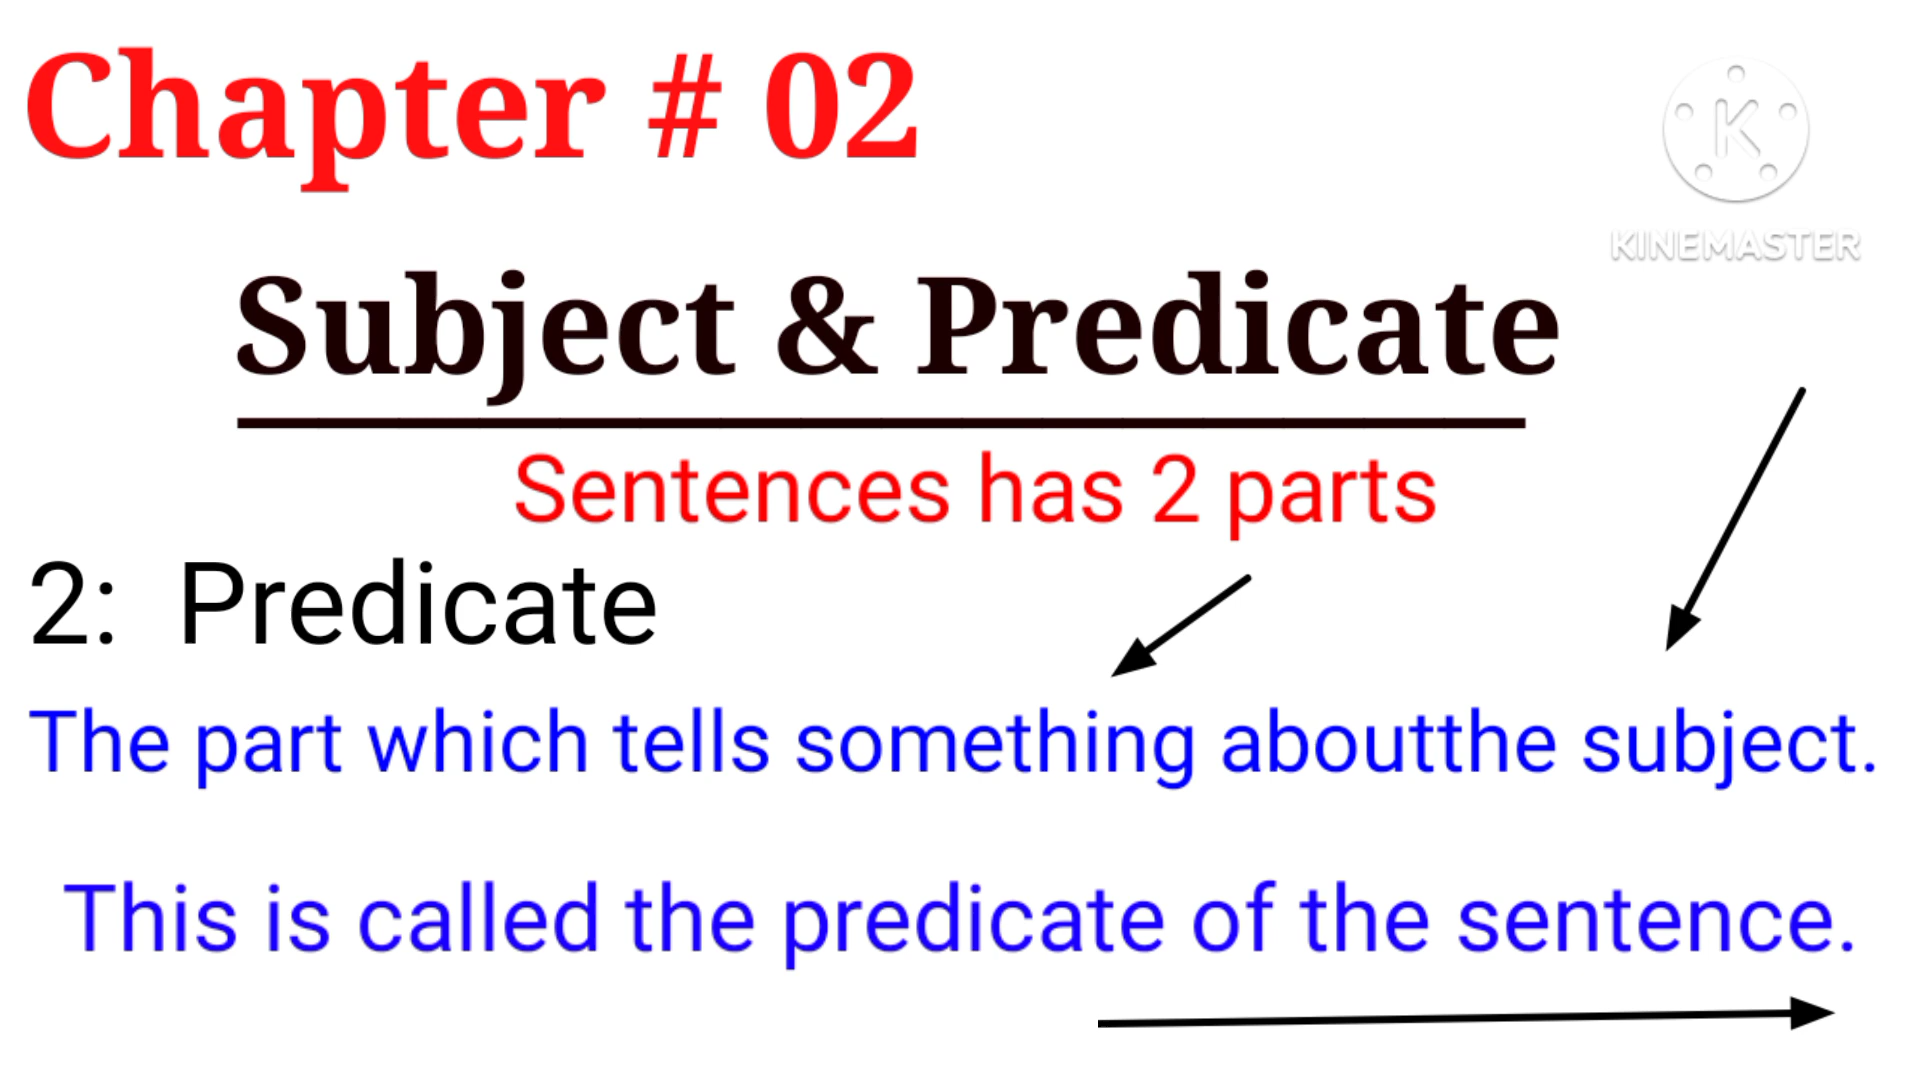 Chapter # 02
KINEMASTER
Subject & Predicate
Sentences has 2 parts
2: Predicate
The part which tells something aboutthe subject.
This is called the predicate of the sentence.